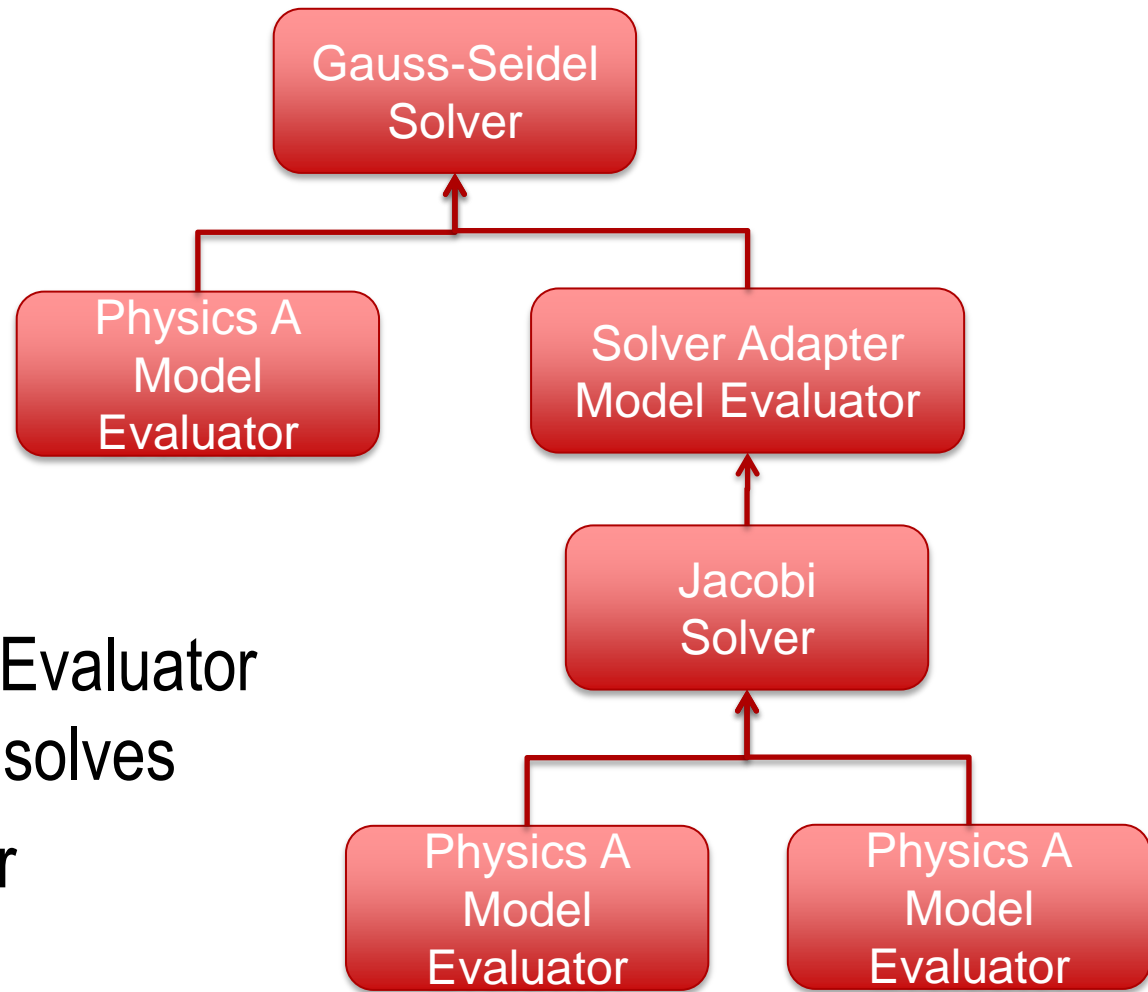 Gauss-Seidel
Solver
Physics A
Model
Evaluator
Solver Adapter
Model Evaluator
Jacobi
Solver
Evaluator
solves
r
Physics A
Model
Evaluator
Physics A
Model
Evaluator